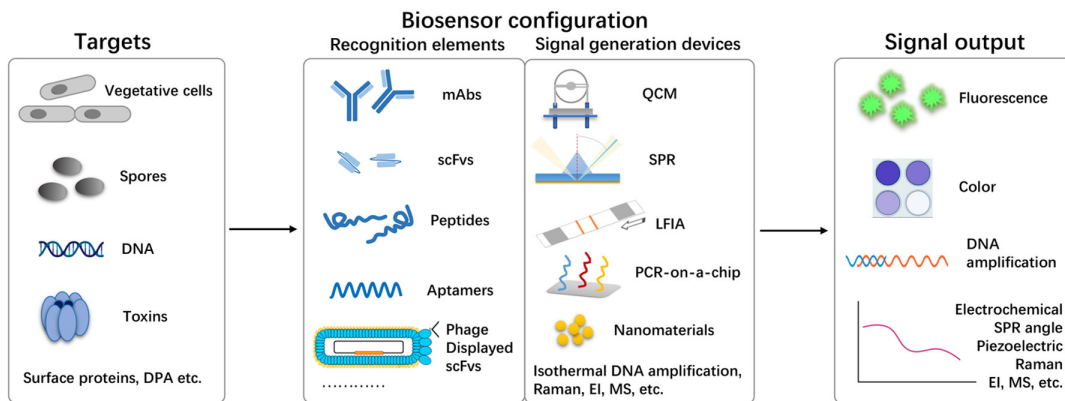 Biosensor configuration
Targets
Vegetative cells
Spores
DNA
Toxins
Surface proteins, DPA etc.
Recognition elements
mAbs
scFvs
Peptides
Aptamers
Phage
Displayed
scFvs
............
Signal generation devices
QCM
SPR
LFIA
PCR-on-a-chip
Nanomaterials
Isothermal DNA amplification,
Raman, EI, MS, etc.
Signal output
Fluorescence
Color
DNA
amplification
Electrochemical
SPR angle
Piezoelectric
Raman
EI, MS, etc.